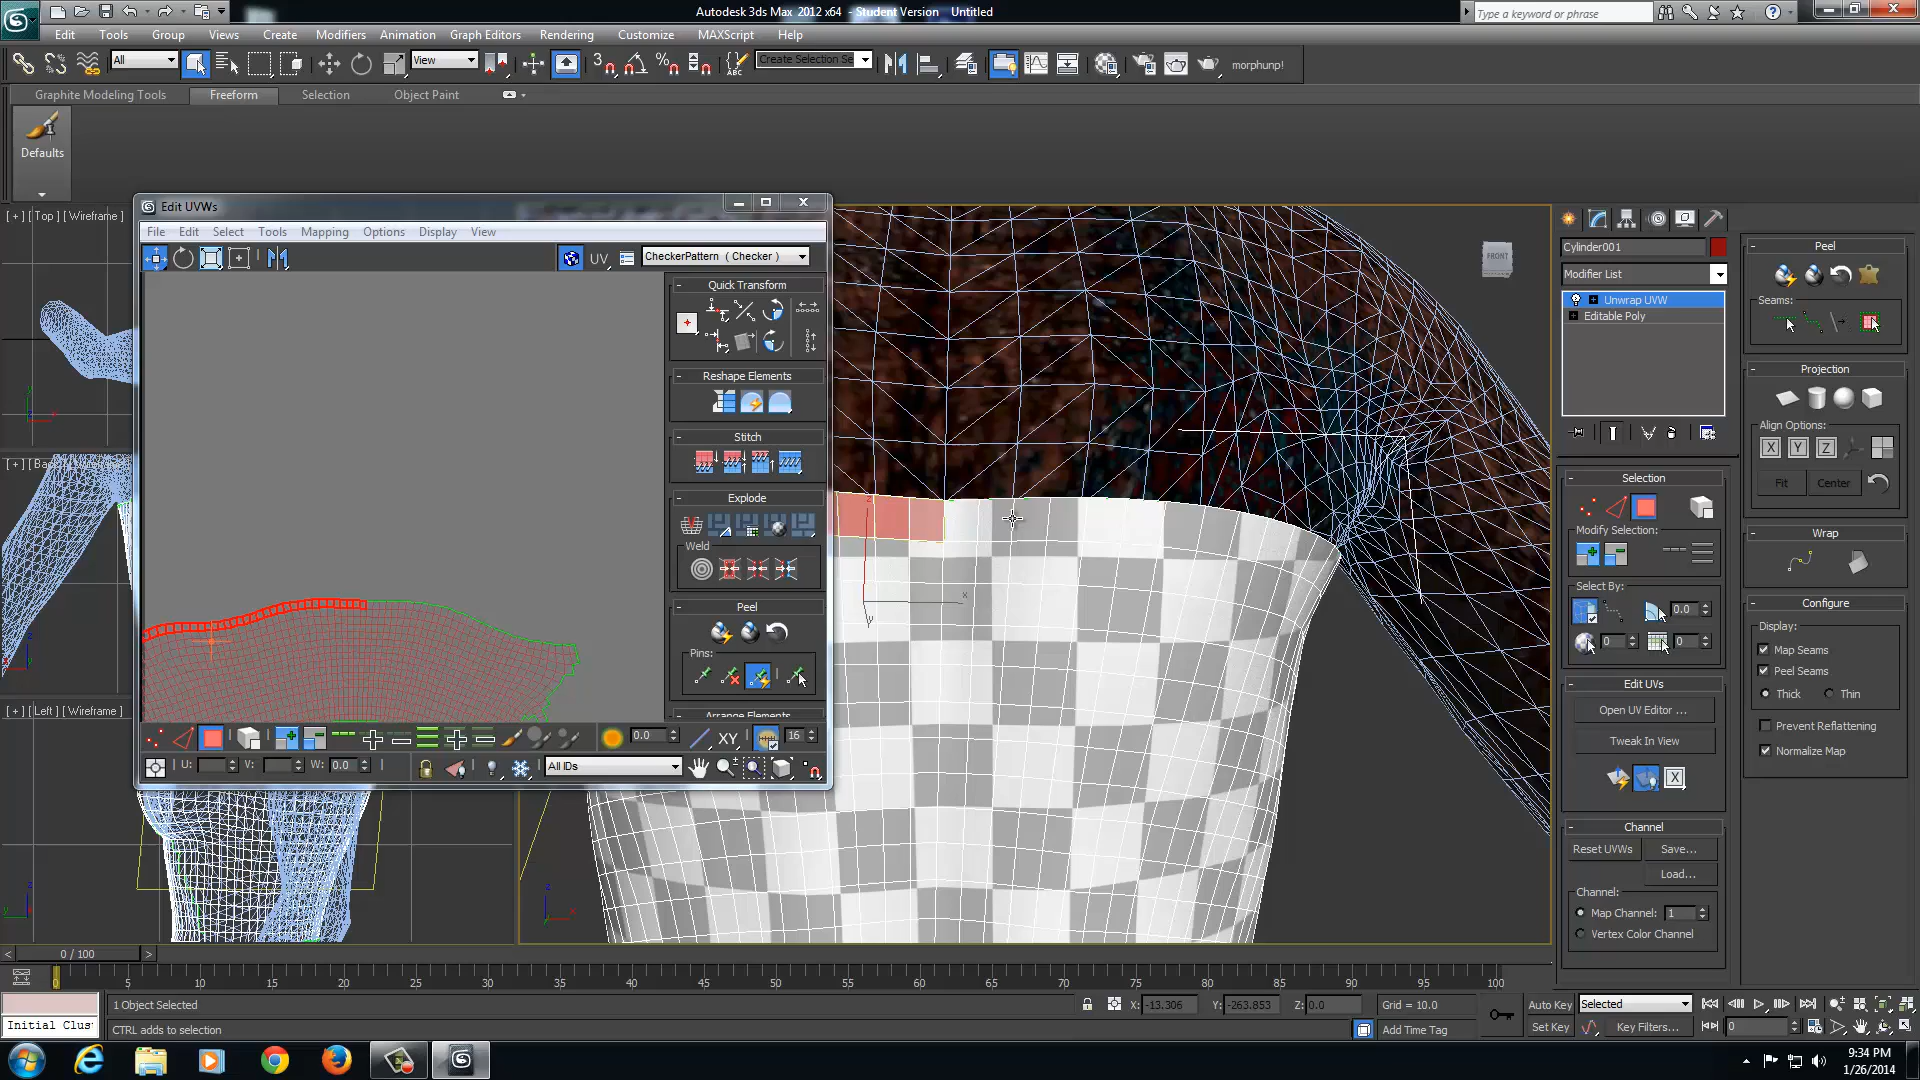 Autodesk 3ds Max 2012 x64 - Student Version Untitled
Type a keyword or phrase
Edit Tools Group Views Create Modifiers Animation Graph Editors Rendering Customize MAXScript Help
All View Create Selection Se morphunp!
Graphite Modeling Tools Freeform Selection Object Paint
Defaults
[ + ] [ Top ] [ Wireframe ]
Edit UVWs
File Edit Select Tools Mapping Options Display View
UV CheckerPattern ( Checker )
Quick Transform
Reshape Elements
Stitch
Explode
Weld
Peel
Pins:
0.0 XY 16
U: V: W: 0.0 All IDs
FRONT
Cylinder001
Modifier List
Unwrap UVW
Editable Poly
Selection
Modify Selection:
Select By:
0.0
0 0
Edit UVs
Open UV Editor ...
Tweak In View
Channel
Reset UVWs Save...
Load...
Channel:
Map Channel: 1
Vertex Color Channel
Peel
Seams:
Projection
Align Options:
X Y Z
Fit Center
Wrap
Configure
Display:
Map Seams
Peel Seams
Thick Thin
Prevent Reflattening
Normalize Map
[ + ] [ Left ] [ Wireframe ]
x
z
y
0 / 100
0 5 10 15 20 25 30 35 40 45 50 55 60 65 70 75 80 85 90 95 100
1 Object Selected X: -13.306 Y: -263.853 Z: 0.0 Grid = 10.0 Auto Key Selected
Initial Clus CTRL adds to selection Add Time Tag Set Key Key Filters... 0
9:34 PM
1/26/2014